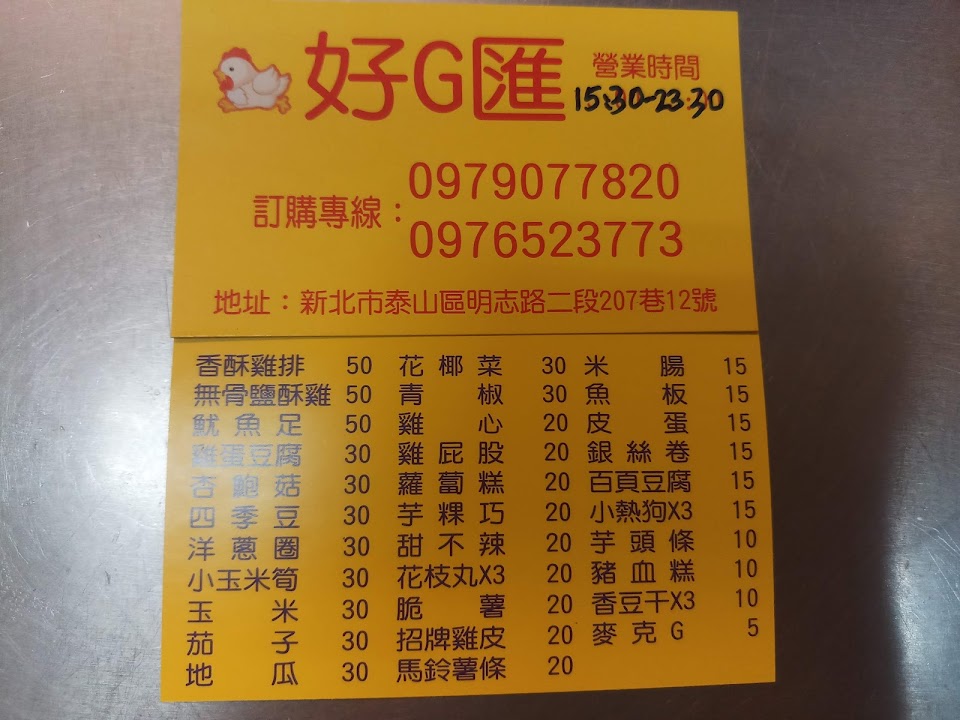 好G匯
營業時間
15:30-23:30
訂購專線：
0979077820
0976523773
地址：新北市泰山區明志路二段207巷12號
香酥雞排 50 花椰菜 30 米腸 15
無骨鹽酥雞 50 青椒 30 魚板 15
魷魚足 50 雞心 20 皮蛋 15
雞蛋豆腐 30 雞屁股 20 銀絲卷 15
杏鮑菇 30 蘿蔔糕 20 百頁豆腐 15
四季豆 30 芋粿巧 20 小熱狗X3 15
洋蔥圈 30 甜不辣 20 芋頭條 10
小玉米筍 30 花枝丸X3 20 豬血糕 10
玉米 30 脆薯 20 香豆干X3 10
茄子 30 招牌雞皮 20 麥克G 5
地瓜 30 馬鈴薯條 20